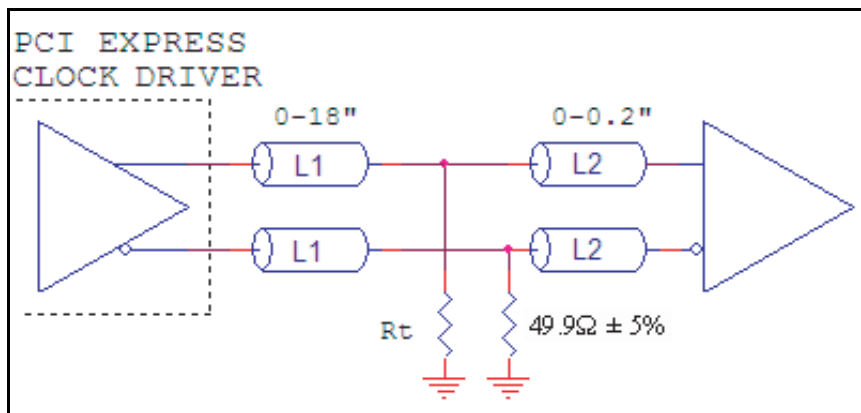 PCI EXPRESS
CLOCK DRIVER
0-18"
0-0.2"
L1
L2
L1
L2
Rt
49.9Ω ± 5%